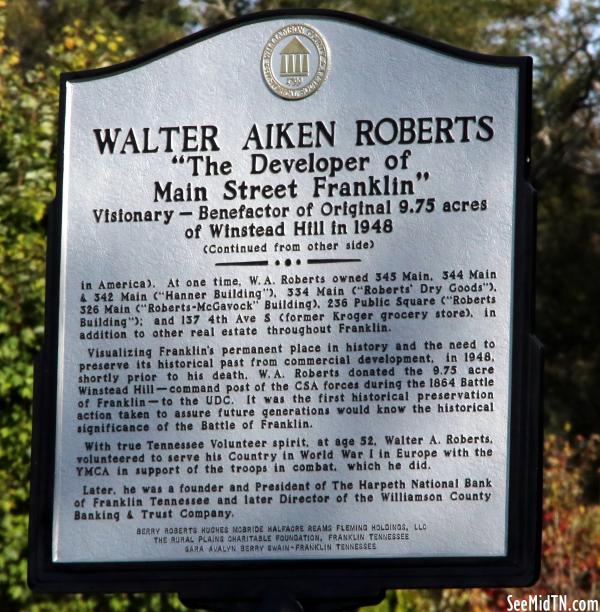 WALTER AIKEN ROBERTS
"The Developer of
Main Street Franklin"
Visionary — Benefactor of Original 9.75 acres
of Winstead Hill in 1948
(Continued from other side)
in America). At one time, W.A. Roberts owned 345 Main, 344 Main
& 342 Main ("Hanner Building"), 334 Main ("Roberts' Dry Goods"),
326 Main ("Roberts-McGavock" Building), 236 Public Square ("Roberts
Building"); and 137 4th Ave S (former Kroger grocery store), in
addition to other real estate throughout Franklin.
Visualizing Franklin's permanent place in history and the need to
preserve its historical past from commercial development, in 1948,
shortly prior to his death, W.A. Roberts donated the 9.75 acre
Winstead Hill—command post of the CSA forces during the 1864 Battle
of Franklin—to the UDC. It was the first historical preservation
action taken to assure future generations would know the historical
significance of the Battle of Franklin.
With true Tennessee Volunteer spirit, at age 52, Walter A. Roberts,
volunteered to serve his Country in World War I in Europe with the
YMCA in support of the troops in combat, which he did.
Later, he was a founder and President of The Harpeth National Bank
of Franklin Tennessee and later Director of the Williamson County
Banking & Trust Company.
BERRY ROBERTS HUGHES MCBRIDE HALFACRE REAMS FLEMING HOLDINGS, LLC
THE RURAL PLAINS CHARITABLE FOUNDATION, FRANKLIN TENNESSEE
SARA AVALYN BERRY SWAIN-FRANKLIN TENNESSEE
SeeMidTN.com